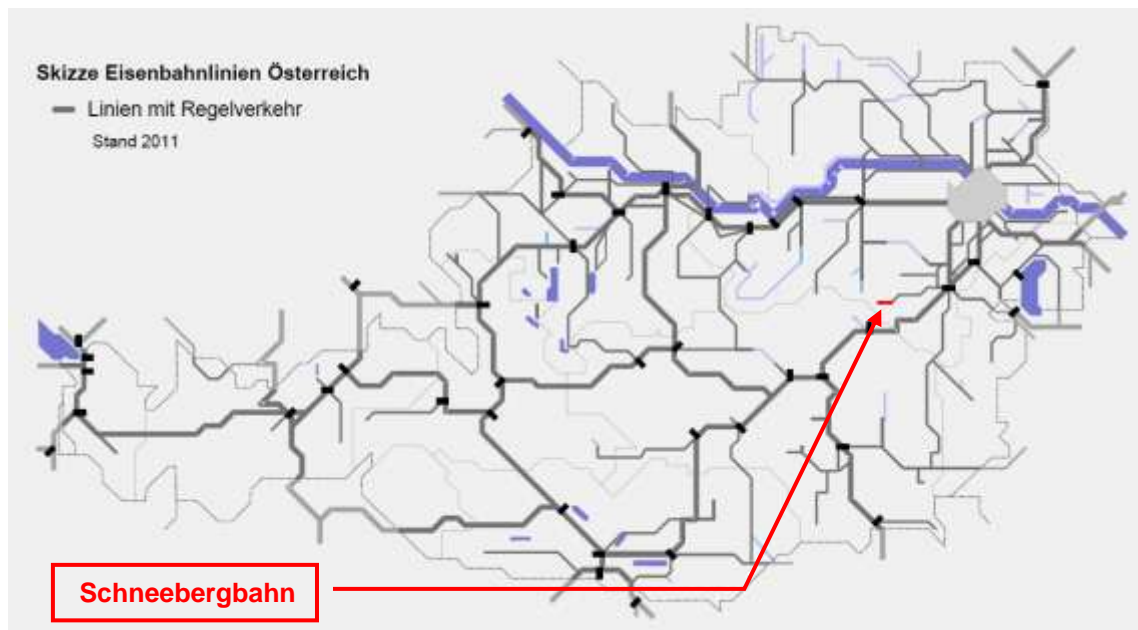 Skizze Eisenbahnlinien Österreich
Linien mit Regelverkehr
Stand 2011
Schneebergbahn